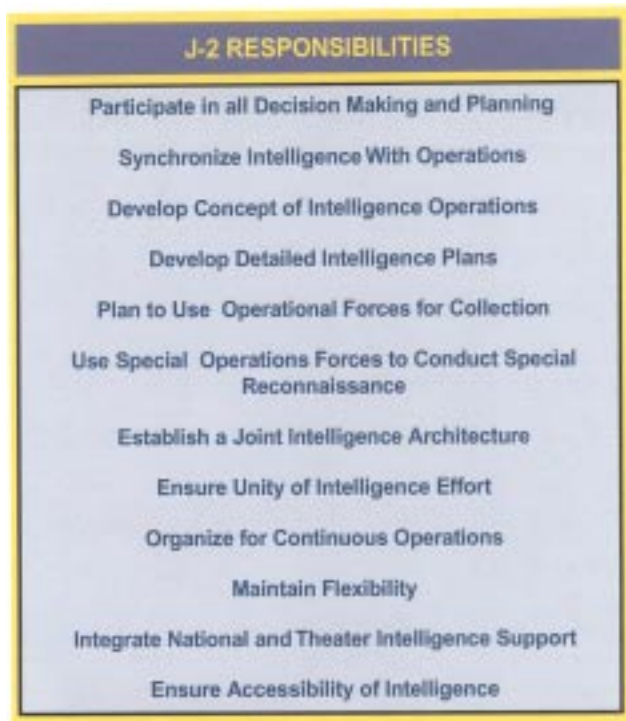 J-2 RESPONSIBILITIES
Participate in all Decision Making and Planning
Synchronize Intelligence With Operations
Develop Concept of Intelligence Operations
Develop Detailed Intelligence Plans
Plan to Use Operational Forces for Collection
Use Special Operations Forces to Conduct Special
Reconnaissance
Establish a Joint Intelligence Architecture
Ensure Unity of Intelligence Effort
Organize for Continuous Operations
Maintain Flexibility
Integrate National and Theater Intelligence Support
Ensure Accessibility of Intelligence